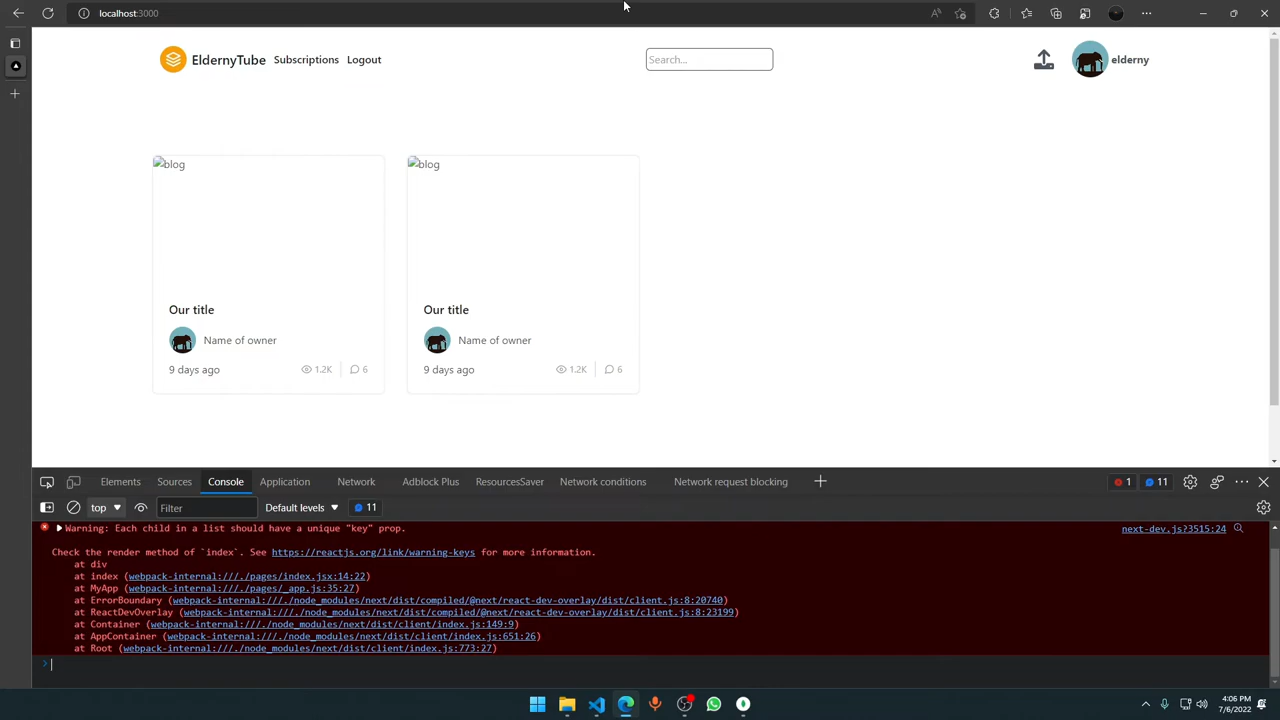 localhost:3000
EldernyTube Subscriptions Logout
Search...
elderny
blog
blog
Our title
Our title
Name of owner
Name of owner
9 days ago 1.2K 6
9 days ago 1.2K 6
Elements Sources Console Application Network Adblock Plus ResourcesSaver Network conditions Network request blocking 1 11
top Filter Default levels 11
Warning: Each child in a list should have a unique "key" prop. next-dev.js?3515:24
Check the render method of `index`. See https://reactjs.org/link/warning-keys for more information.
at div
at index (webpack-internal:///./pages/index.jsx:14:22)
at MyApp (webpack-internal:///./pages/_app.js:35:27)
at ErrorBoundary (webpack-internal:///./node_modules/next/dist/compiled/@next/react-dev-overlay/dist/client.js:8:20740)
at ReactDevOverlay (webpack-internal:///./node_modules/next/dist/compiled/@next/react-dev-overlay/dist/client.js:8:23199)
at Container (webpack-internal:///./node_modules/next/dist/client/index.js:149:9)
at AppContainer (webpack-internal:///./node_modules/next/dist/client/index.js:651:26)
at Root (webpack-internal:///./node_modules/next/dist/client/index.js:773:27)
4:06 PM
7/6/2022